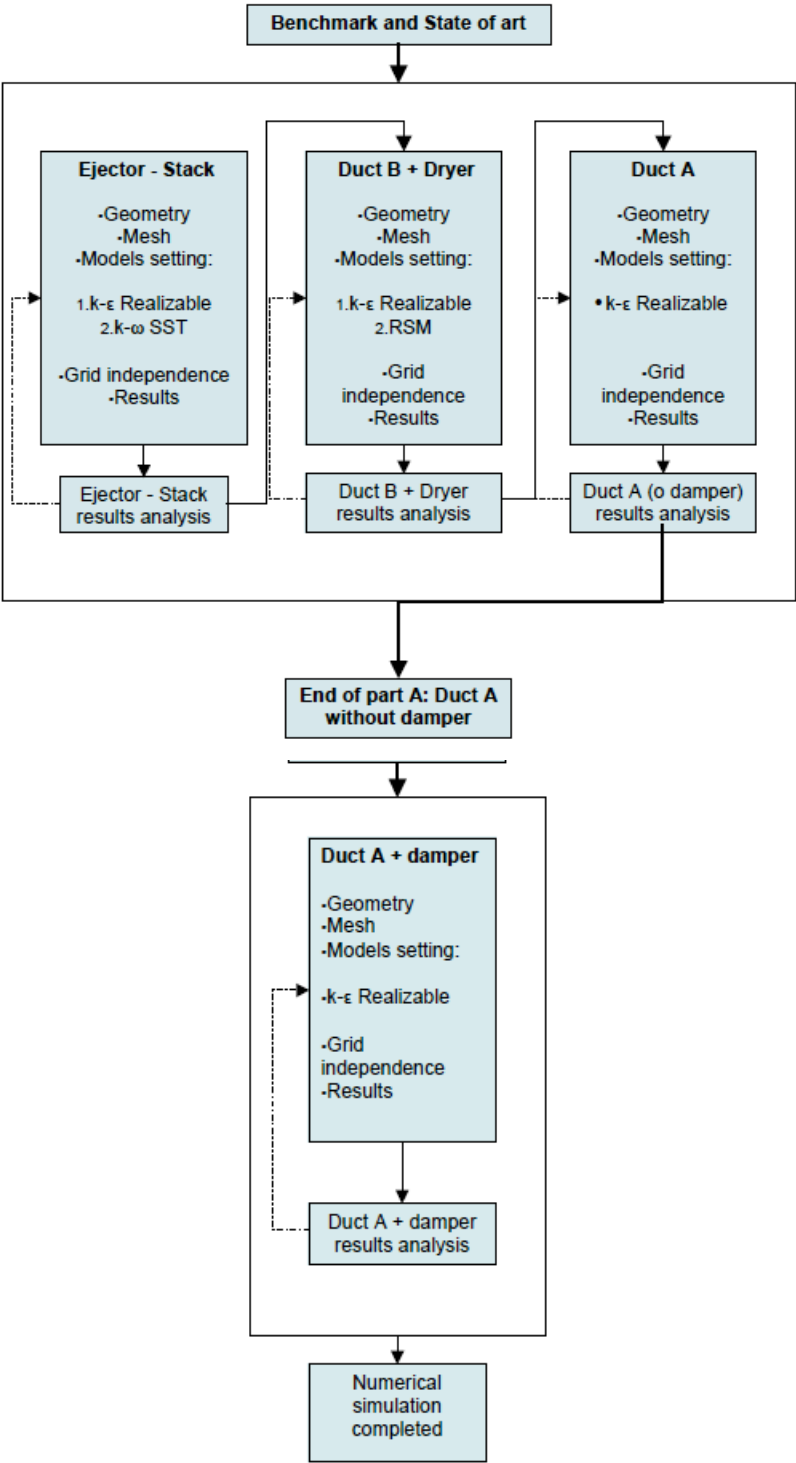 Benchmark and State of art
Ejector - Stack
-Geometry
-Mesh
-Models setting:
1.k-ε Realizable
2.k-ω SST
-Grid independence
-Results
Ejector - Stack
results analysis
Duct B + Dryer
-Geometry
-Mesh
-Models setting:
1.k-ε Realizable
2.RSM
-Grid
independence
-Results
Duct B + Dryer
results analysis
Duct A
-Geometry
-Mesh
-Models setting:
•k-ε Realizable
-Grid
independence
-Results
Duct A (o damper)
results analysis
End of part A: Duct A
without damper
Duct A + damper
-Geometry
-Mesh
-Models setting:
-k-ε Realizable
-Grid
independence
-Results
Duct A + damper
results analysis
Numerical
simulation
completed